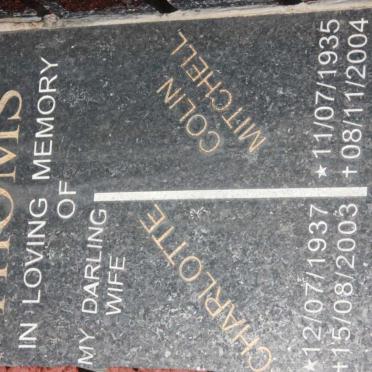 IN LOVING MEMORY
OF
MY DARLING
WIFE
CHARLOTTE
★12/07/1937
+15/08/2003
COLIN
MITCHELL
★11/07/1935
+08/11/2004